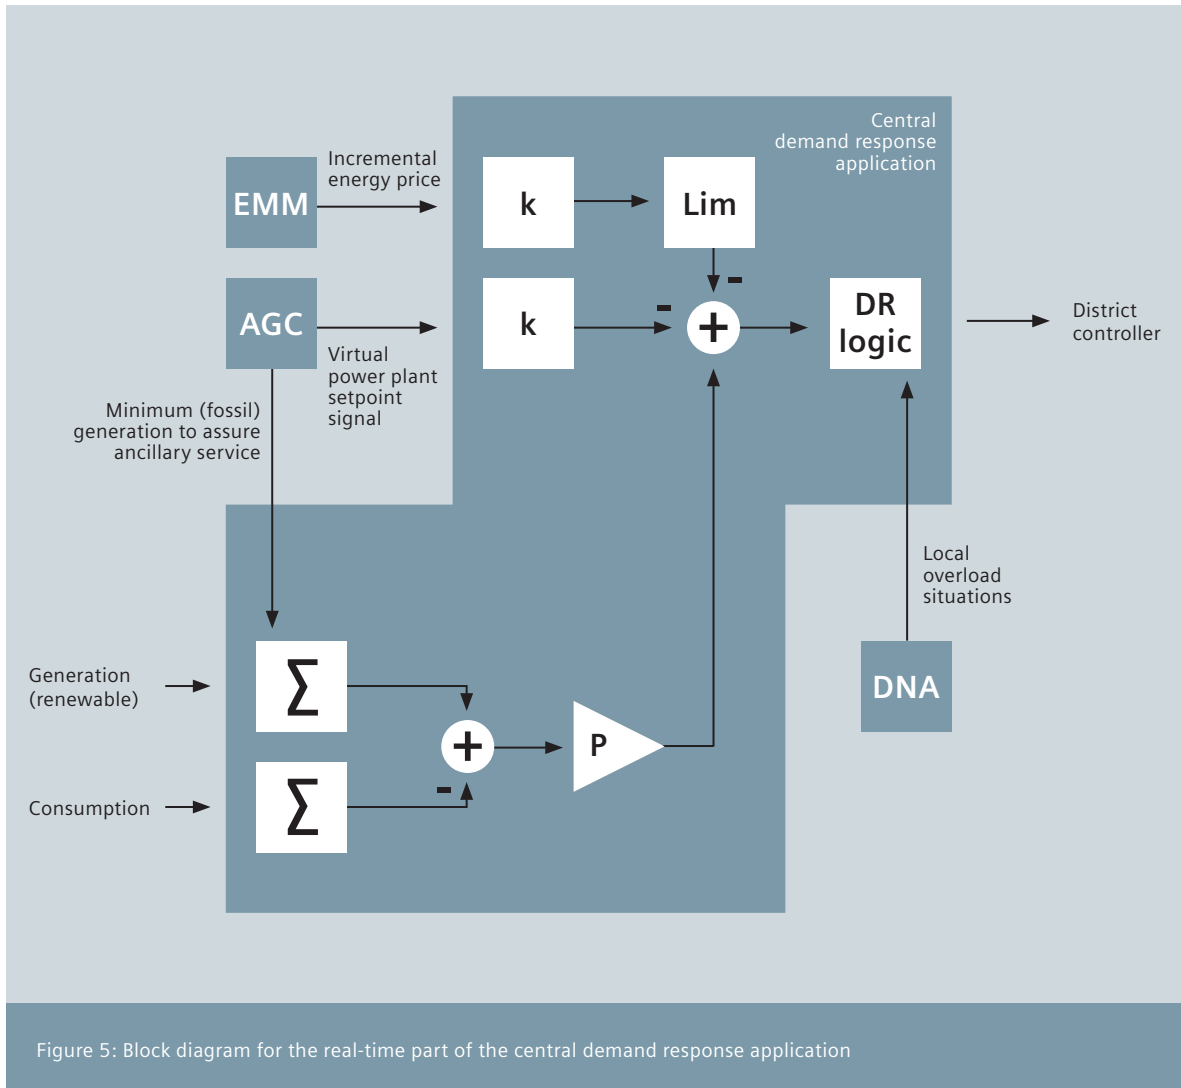 Central
demand response
application
Incremental
energy price
EMM
k
Lim
-
AGC
k
-
+
DR
logic
District
controller
Virtual
power plant
setpoint
signal
Minimum (fossil)
generation to assure
ancillary service
Local
overload
situations
Generation
(renewable)
Σ
DNA
+
P
-
Consumption
Σ
Figure 5: Block diagram for the real-time part of the central demand response application